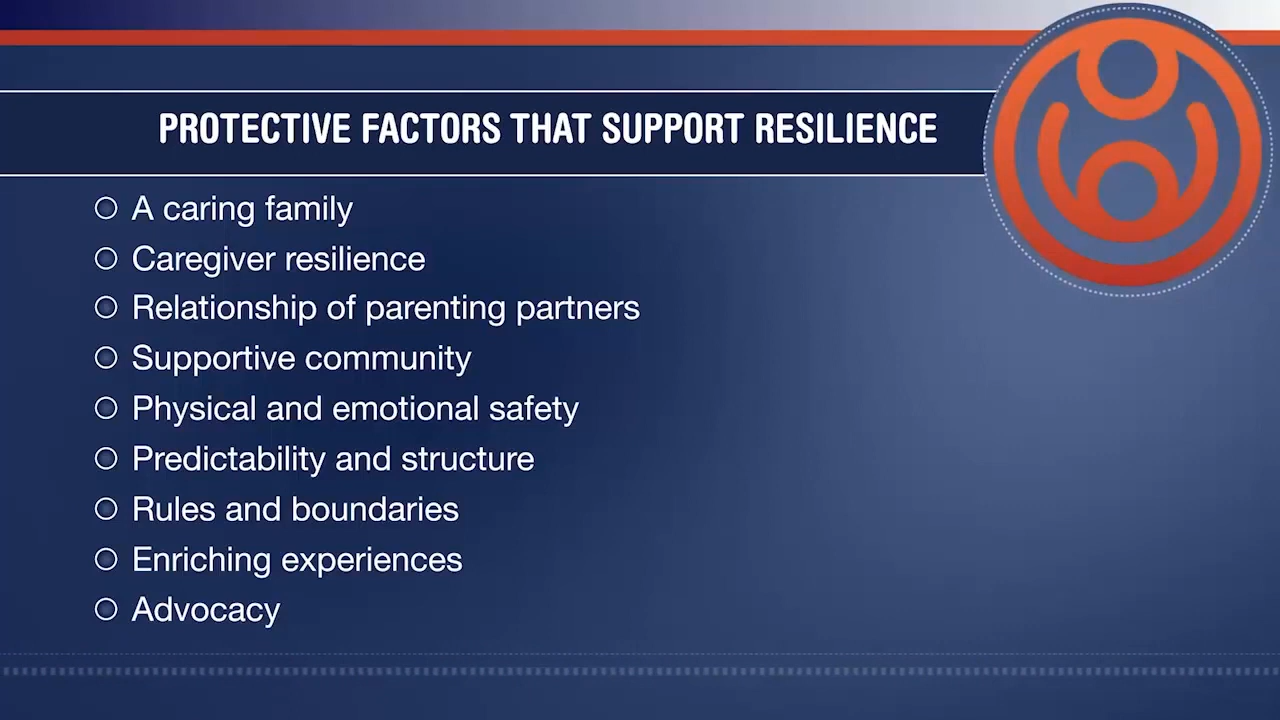 PROTECTIVE FACTORS THAT SUPPORT RESILIENCE
A caring family
Caregiver resilience
Relationship of parenting partners
Supportive community
Physical and emotional safety
Predictability and structure
Rules and boundaries
Enriching experiences
Advocacy